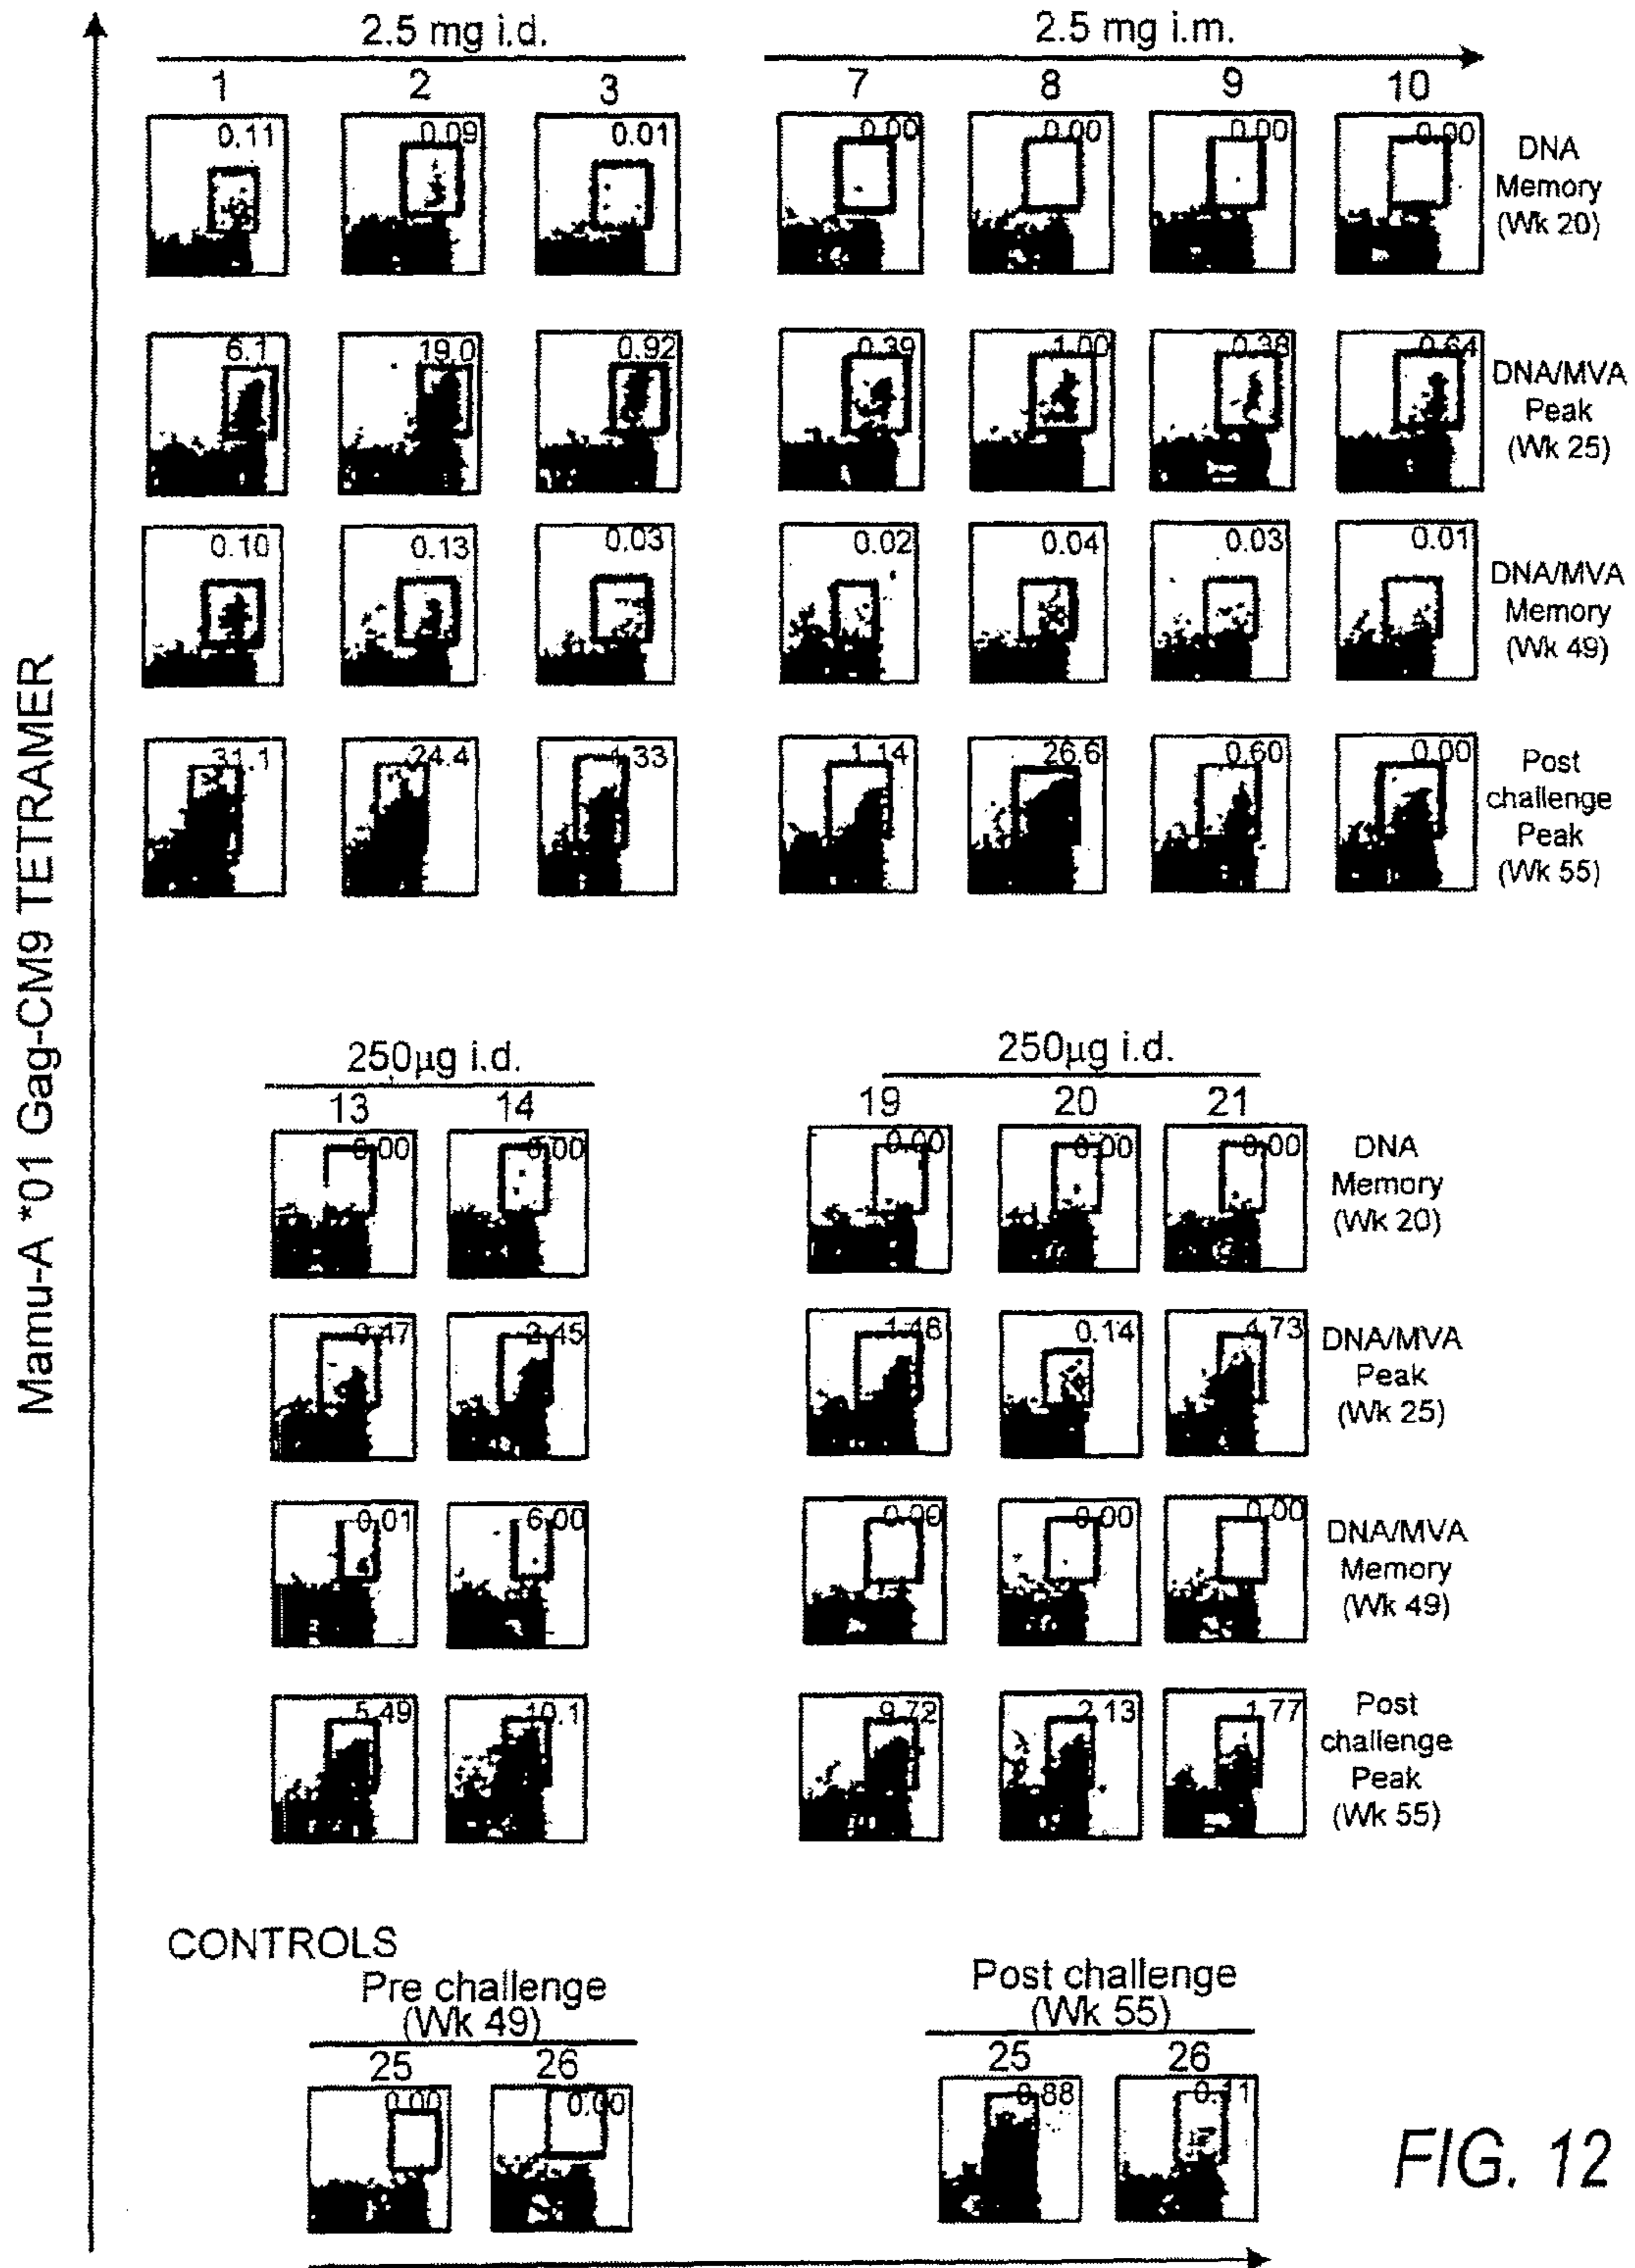 Mamu-A *01 Gag-CM9 TETRAMER
2.5 mg i.d.
2.5 mg i.m.
1 2 3 7 8 9 10
0.11 0.09 0.01 0.00 0.00 0.00 0.00
DNA
Memory
(Wk 20)
6.1 19.0 0.92 0.39 1.00 0.38 0.64
DNA/MVA
Peak
(Wk 25)
0.10 0.13 0.03 0.02 0.04 0.03 0.01
DNA/MVA
Memory
(Wk 49)
31.1 24.4 1.33 1.14 26.6 0.60 0.00
Post
challenge
Peak
(Wk 55)
250µg i.d.
250µg i.d.
13 14 19 20 21
0.00 0.00 0.00 0.00 0.00
DNA
Memory
(Wk 20)
0.47 2.45 1.48 0.14 4.73
DNA/MVA
Peak
(Wk 25)
0.01 6.00 0.00 0.00 0.00
DNA/MVA
Memory
(Wk 49)
5.49 10.1 9.72 2.13 1.77
Post
challenge
Peak
(Wk 55)
CONTROLS
Pre challenge
(Wk 49)
Post challenge
(Wk 55)
25 26 25 26
0.00 0.00 0.88 0.11
FIG. 12